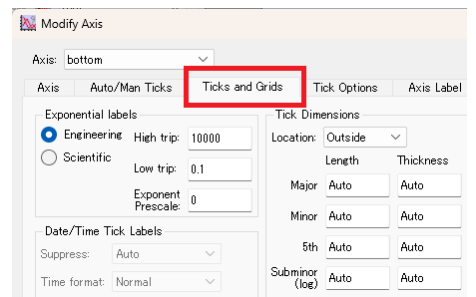 Modify Axis
Axis: bottom
Axis Auto/Man Ticks Ticks and Grids Tick Options Axis Label
Exponential labels
Engineering High trip: 10000
Scientific
Low trip: 0.1
Exponent Prescale: 0
Date/Time Tick Labels
Suppress: Auto
Time format: Normal
Tick Dimensions
Location: Outside
Length Thickness
Major Auto Auto
Minor Auto Auto
5th Auto Auto
Subminor (log) Auto Auto